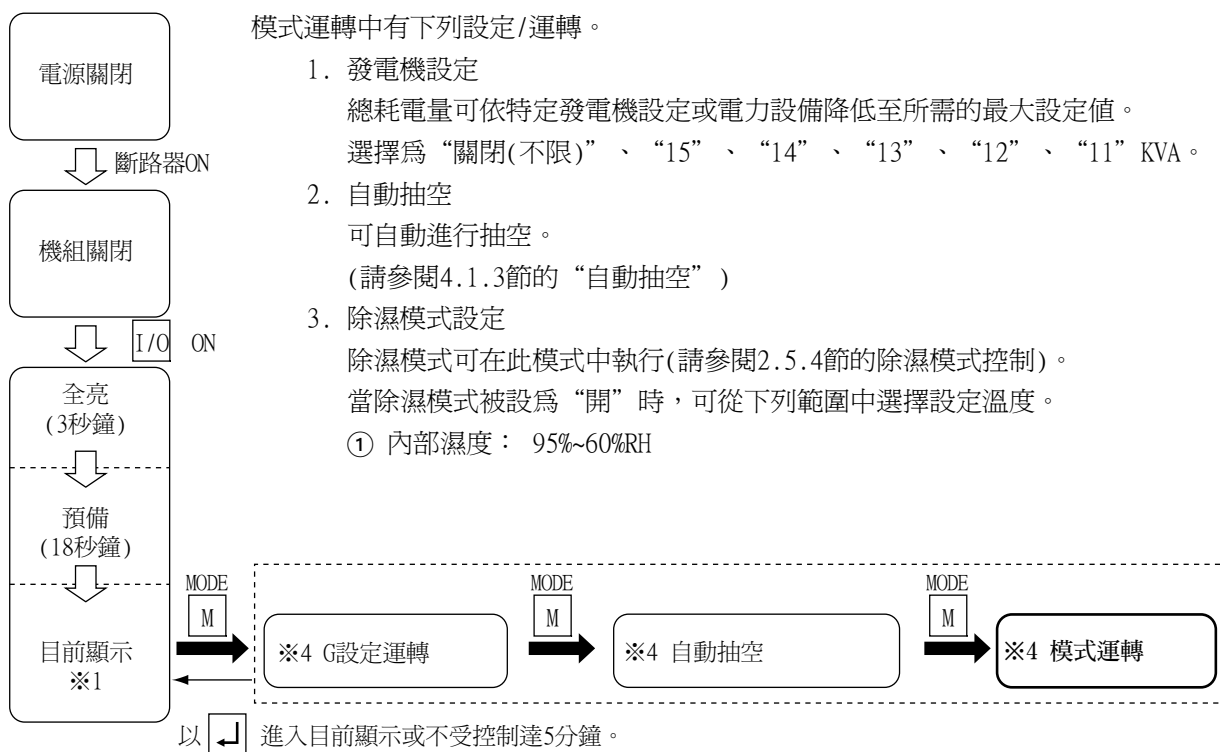 模式運轉中有下列設定/運轉。
1. 發電機設定
總耗電量可依特定發電機設定或電力設備降低至所需的最大設定值。
選擇爲“關閉(不限)”、“15”、“14”、“13”、“12”、“11”KVA。
2. 自動抽空
可自動進行抽空。
(請參閱4.1.3節的“自動抽空”)
3. 除濕模式設定
除濕模式可在此模式中執行(請參閱2.5.4節的除濕模式控制)。
當除濕模式被設爲“開”時，可從下列範圍中選擇設定溫度。
① 內部濕度： 95%~60%RH
電源關閉
斷路器ON
機組關閉
I/O ON
全亮
(3秒鐘)
預備
(18秒鐘)
目前顯示
※1
MODE
M
※4 G設定運轉
MODE
M
※4 自動抽空
MODE
M
※4 模式運轉
以 ↵ 進入目前顯示或不受控制達5分鐘。